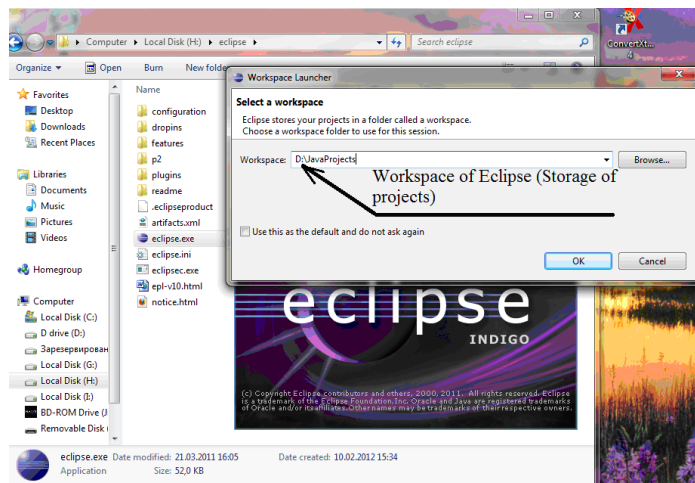 Computer ▸ Local Disk (H:) ▸ eclipse ▸
Search eclipse
ConvertXt...
4
Organize
Open
Burn
New folde
Favorites
Desktop
Downloads
Recent Places
Libraries
Documents
Music
Pictures
Videos
Homegroup
Computer
Local Disk (C:)
D drive (D:)
Зарезервирован
Local Disk (G:)
Local Disk (H:)
Local Disk (I:)
BD-ROM Drive (J
Removable Disk
Name
configuration
dropins
features
p2
plugins
readme
.eclipseproduct
artifacts.xml
eclipse.exe
eclipse.ini
eclipsec.exe
epl-v10.html
notice.html
Workspace Launcher
Select a workspace
Eclipse stores your projects in a folder called a workspace.
Choose a workspace folder to use for this session.
Workspace: D:\JavaProjects
Browse...
Workspace of Eclipse (Storage of
projects)
Use this as the default and do not ask again
OK
Cancel
eclipse
INDIGO
(c) Copyright Eclipse contributors and others, 2000, 2011. All rights reserved. Eclipse
is a trademark of the Eclipse Foundation, Inc. Oracle and Java are registered trademarks
of Oracle and/or its affiliates. Other names may be trademarks of their respective owners.
eclipse.exe Date modified: 21.03.2011 16:05 Date created: 10.02.2012 15:34
Application Size: 52,0 KB